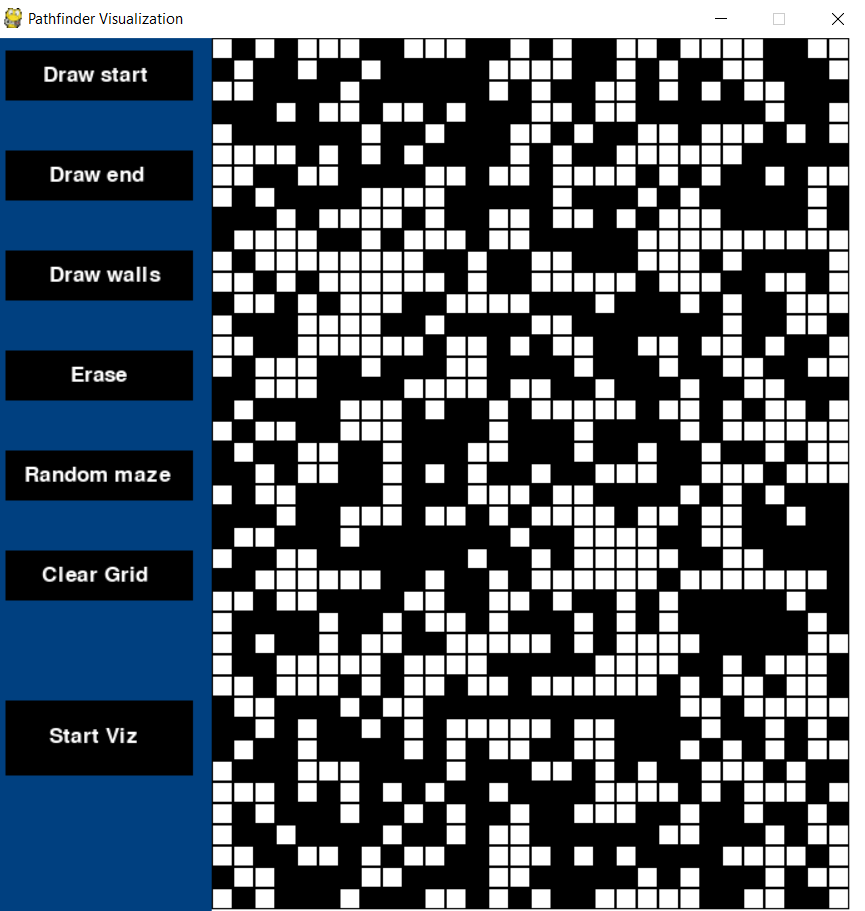 Pathfinder Visualization
Draw start
Draw end
Draw walls
Erase
Random maze
Clear Grid
Start Viz